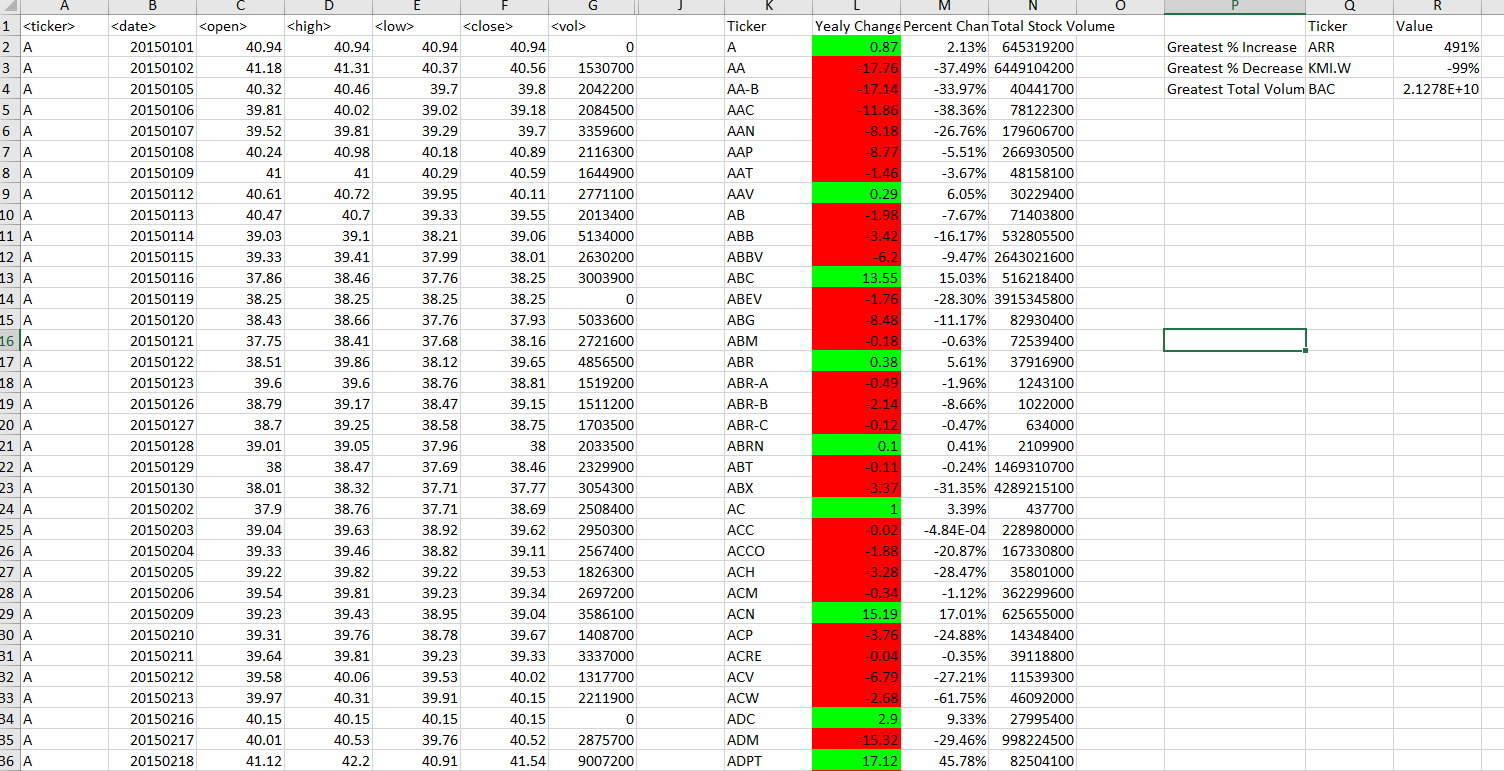 A B C D E F G J K L M N O P Q R
1 <ticker> <date> <open> <high> <low> <close> <vol> Ticker Yealy Change Percent Chan Total Stock Volume Ticker Value
2 A 20150101 40.94 40.94 40.94 40.94 0 A 0.87 2.13% 645319200 Greatest % Increase ARR 491%
3 A 20150102 41.18 41.31 40.37 40.56 1530700 AA -17.76 -37.49% 6449104200 Greatest % Decrease KMI.W -99%
4 A 20150105 40.32 40.46 39.7 39.8 2042200 AA-B -17.14 -33.97% 40441700 Greatest Total Volum BAC 2.1278E+10
5 A 20150106 39.81 40.02 39.02 39.18 2084500 AAC -11.86 -38.36% 78122300
6 A 20150107 39.52 39.81 39.29 39.7 3359600 AAN -8.18 -26.76% 179606700
7 A 20150108 40.24 40.98 40.18 40.89 2116300 AAP -8.77 -5.51% 266930500
8 A 20150109 41 41 40.29 40.59 1644900 AAT -1.46 -3.67% 48158100
9 A 20150112 40.61 40.72 39.95 40.11 2771100 AAV 0.29 6.05% 30229400
10 A 20150113 40.47 40.7 39.33 39.55 2013400 AB -1.98 -7.67% 71403800
11 A 20150114 39.03 39.1 38.21 39.06 5134000 ABB -3.42 -16.17% 532805500
12 A 20150115 39.33 39.41 37.99 38.01 2630200 ABBV -6.2 -9.47% 2643021600
13 A 20150116 37.86 38.46 37.76 38.25 3003900 ABC 13.55 15.03% 516218400
14 A 20150119 38.25 38.25 38.25 38.25 0 ABEV -1.76 -28.30% 3915345800
15 A 20150120 38.43 38.66 37.76 37.93 5033600 ABG -8.48 -11.17% 82930400
16 A 20150121 37.75 38.41 37.68 38.16 2721600 ABM -0.18 -0.63% 72539400
17 A 20150122 38.51 39.86 38.12 39.65 4856500 ABR 0.38 5.61% 37916900
18 A 20150123 39.6 39.6 38.76 38.81 1519200 ABR-A -0.49 -1.96% 1243100
19 A 20150126 38.79 39.17 38.47 39.15 1511200 ABR-B -2.14 -8.66% 1022000
20 A 20150127 38.7 39.25 38.58 38.75 1703500 ABR-C -0.12 -0.47% 634000
21 A 20150128 39.01 39.05 37.96 38 2033500 ABRN 0.1 0.41% 2109900
22 A 20150129 38 38.47 37.69 38.46 2329900 ABT -0.11 -0.24% 1469310700
23 A 20150130 38.01 38.32 37.71 37.77 3054300 ABX -3.37 -31.35% 4289215100
24 A 20150202 37.9 38.76 37.71 38.69 2508400 AC 1 3.39% 437700
25 A 20150203 39.04 39.63 38.92 39.62 2950300 ACC -0.02 -4.84E-04 228980000
26 A 20150204 39.33 39.46 38.82 39.11 2567400 ACCO -1.88 -20.87% 167330800
27 A 20150205 39.22 39.82 39.22 39.53 1826300 ACH -3.28 -28.47% 35801000
28 A 20150206 39.54 39.81 39.23 39.34 2697200 ACM -0.34 -1.12% 362299600
29 A 20150209 39.23 39.43 38.95 39.04 3586100 ACN 15.19 17.01% 625655000
30 A 20150210 39.31 39.76 38.78 39.67 1408700 ACP -3.76 -24.88% 14348400
31 A 20150211 39.64 39.81 39.23 39.33 3337000 ACRE -0.04 -0.35% 39118800
32 A 20150212 39.58 40.06 39.53 40.02 1317700 ACV -6.79 -27.21% 11539300
33 A 20150213 39.97 40.31 39.91 40.15 2211900 ACW -2.68 -61.75% 46092000
34 A 20150216 40.15 40.15 40.15 40.15 0 ADC 2.9 9.33% 27995400
35 A 20150217 40.01 40.53 39.76 40.52 2875700 ADM -15.32 -29.46% 998224500
36 A 20150218 41.12 42.2 40.91 41.54 9007200 ADPT 17.12 45.78% 82504100